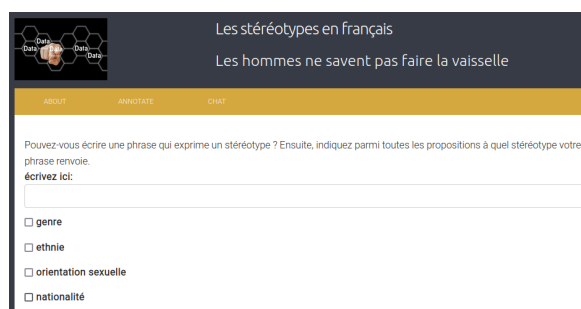 Data
Data
Data
Data
Data
Data
Les stéréotypes en français
Les hommes ne savent pas faire la vaisselle
ABOUT ANNOTATE CHAT
Pouvez-vous écrire une phrase qui exprime un stéréotype ? Ensuite, indiquez parmi toutes les propositions à quel stéréotype votre
phrase renvoie.
écrivez ici:
genre
ethnie
orientation sexuelle
nationalité